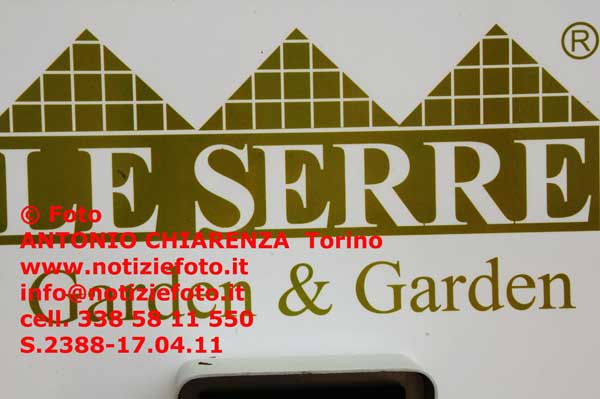 ®
LE SERRE
Garden & Garden
© Foto
ANTONIO CHIARENZA Torino
www.notiziefoto.it
info@notiziefoto.it
cell. 338 58 11 550
S.2388-17.04.11